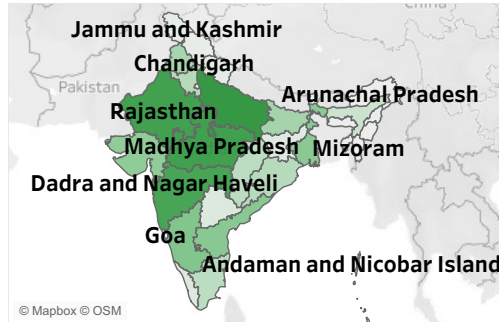 China
Jammu and Kashmir
Chandigarh
Pakistan
Arunachal Pradesh
Rajasthan
Madhya Pradesh
Mizoram
Dadra and Nagar Haveli
Goa
Andaman and Nicobar Island
© Mapbox © OSM